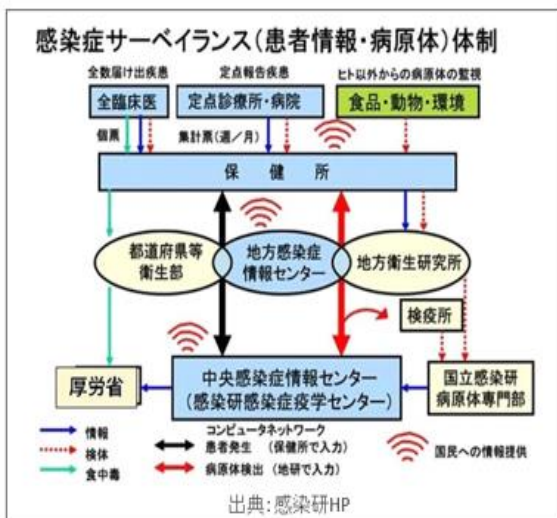 感染症サーベイランス(患者情報・病原体)体制
全数届け出疾患
定点報告疾患
ヒト以外からの病原体の監視
全臨床医
定点診療所・病院
食品・動物・環境
個票
集計票(週/月)
保健所
都道府県等
衛生部
地方感染症
情報センター
地方衛生研究所
検疫所
厚労省
中央感染症情報センター
(感染研感染症疫学センター)
国立感染研
病原体専門部
情報
検体
食中毒
コンピュータネットワーク
患者発生 (保健所で入力)
病原体検出 (地研で入力)
国民への情報提供
出典:感染研HP